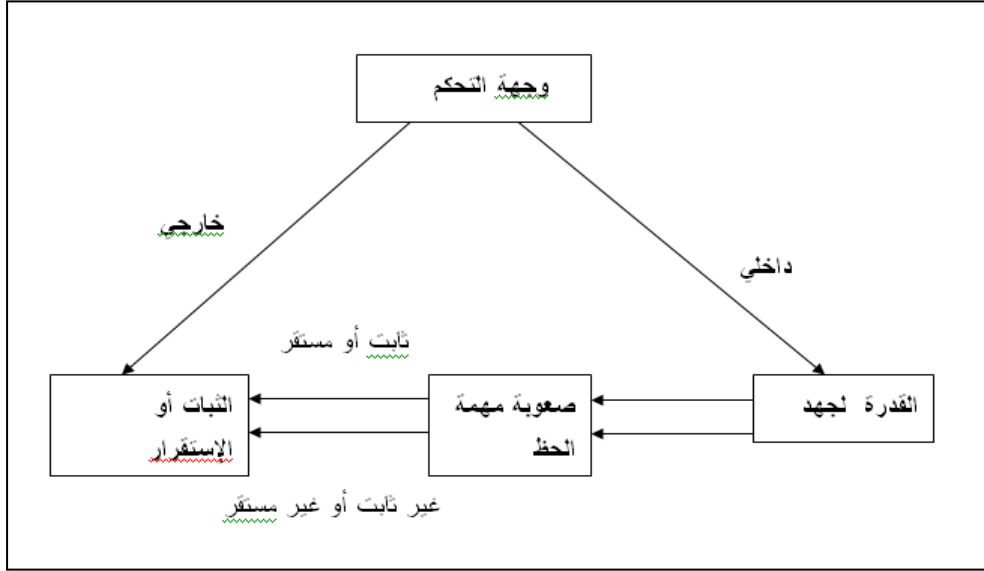 وجهة التحكم
خارجي
داخلي
ثابت أو مستقر
القدرة لجهد
صعوبة مهمة
الحظ
الثبات أو
الإستقرار
غير ثابت أو غير مستقر